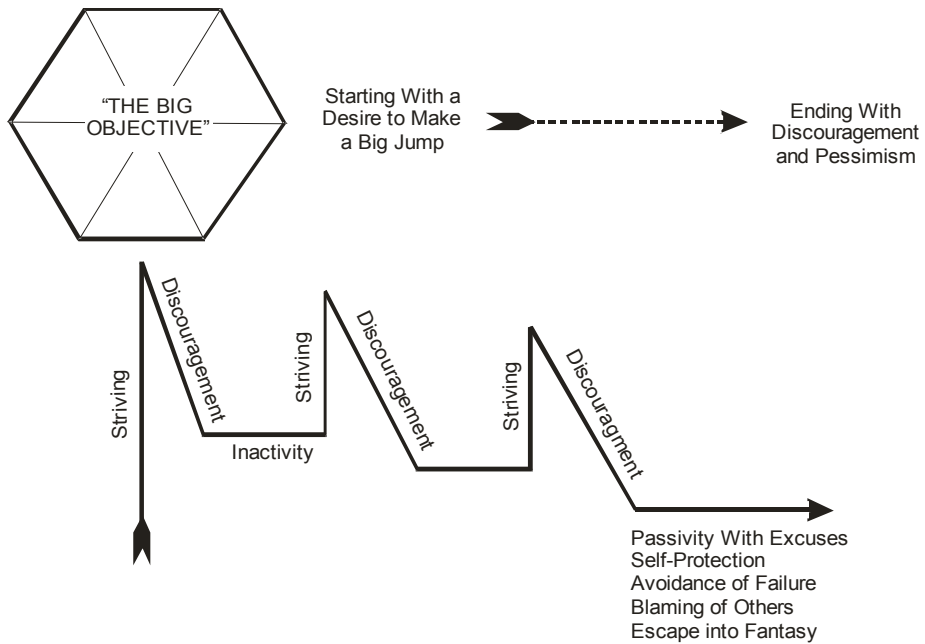 “THE BIG
OBJECTIVE”
Starting With a
Desire to Make
a Big Jump
Ending With
Discouragement
and Pessimism
Striving
Discouragement
Inactivity
Striving
Discouragement
Striving
Discouragment
Passivity With Excuses
Self-Protection
Avoidance of Failure
Blaming of Others
Escape into Fantasy